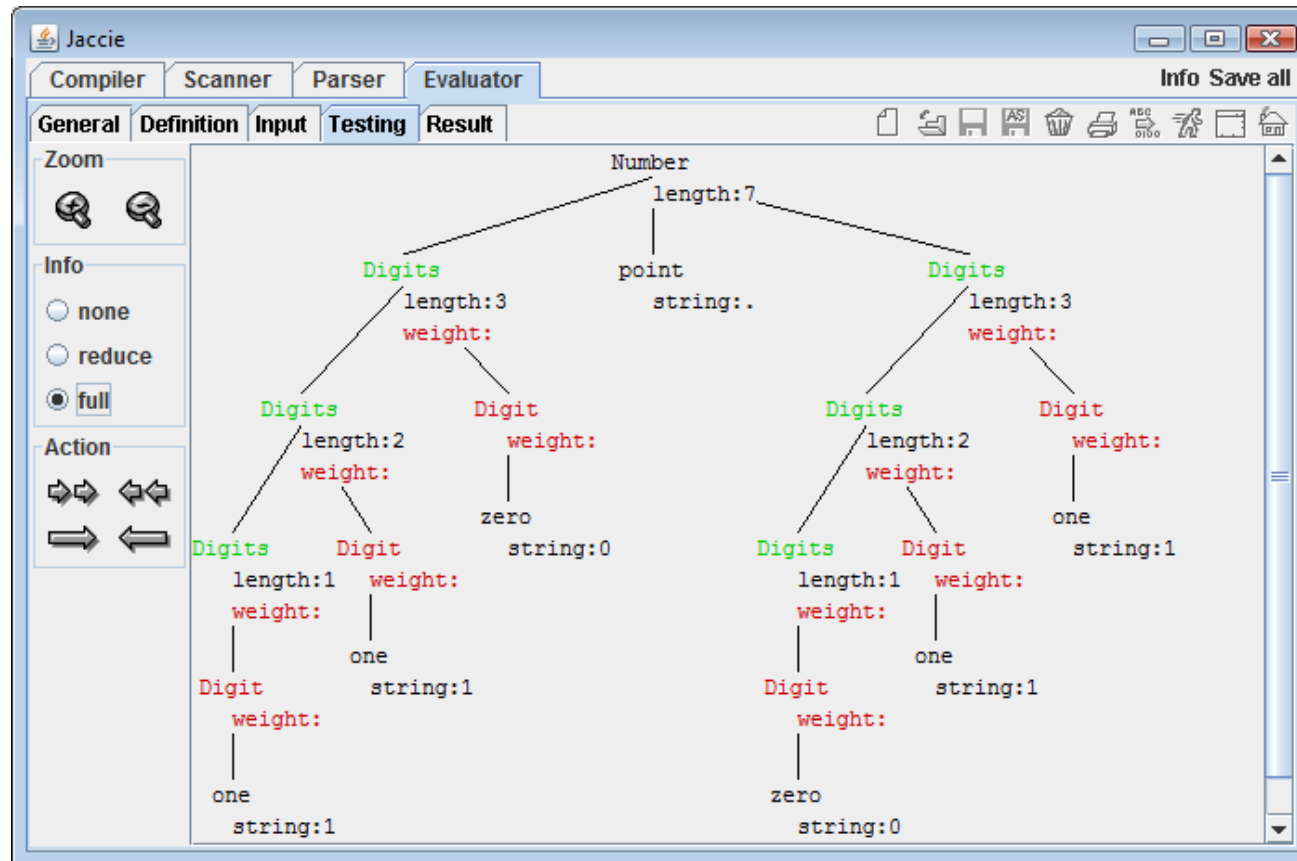 Jaccie
Compiler Scanner Parser Evaluator Info Save all
General Definition Input Testing Result AS ABC 0100
Zoom
Info
none
reduce
full
Action
Number
length:7
Digits point Digits
length:3 string:. length:3
weight: weight:
Digits Digit Digits Digit
length:2 weight: length:2 weight:
weight: weight:
zero one
Digits Digit string:0 Digits Digit string:1
length:1 weight: length:1 weight:
weight: weight:
one one
Digit string:1 Digit string:1
weight: weight:
one zero
string:1 string:0